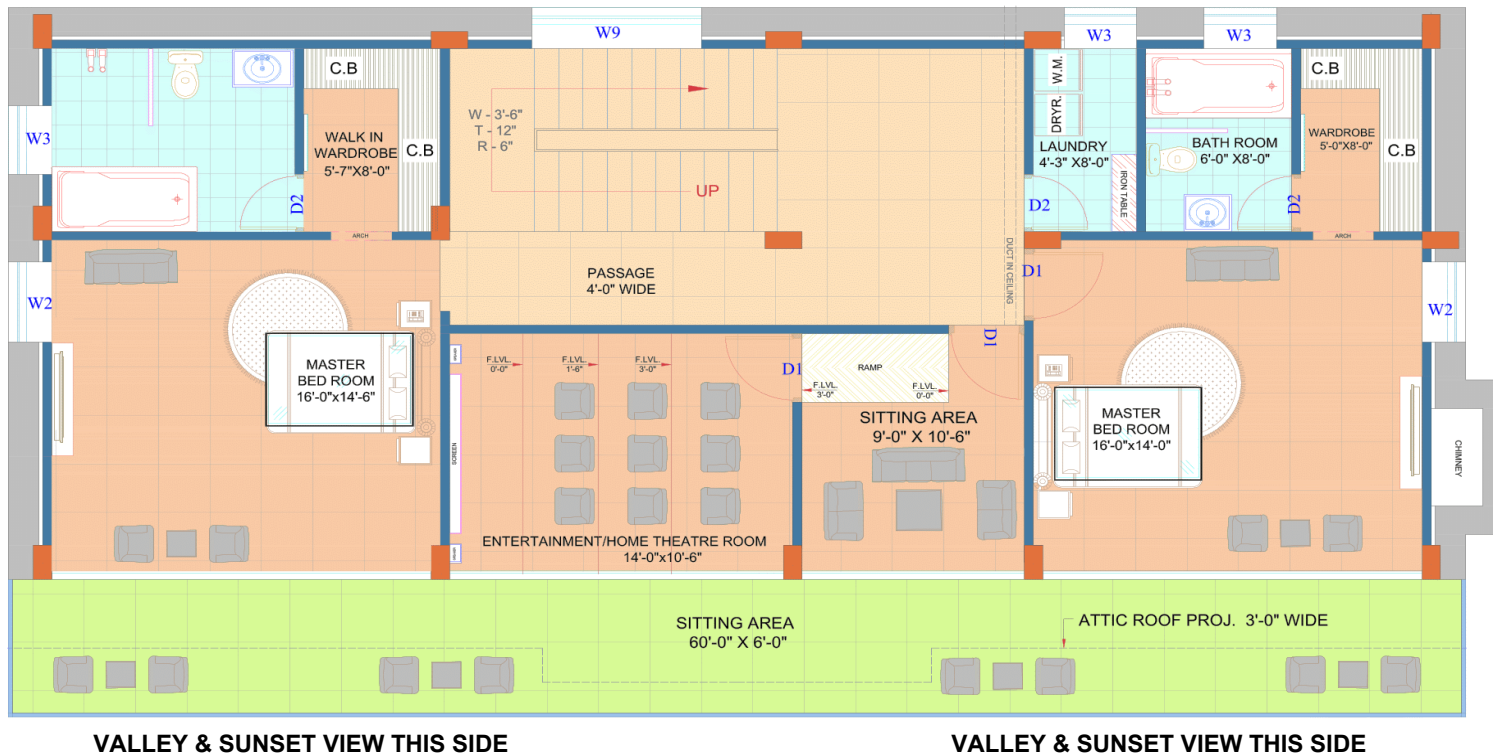 W9
W3
W3
C.B
W.M.
C.B
W - 3'-6"
T - 12"
R - 6"
DRYR.
W3
WALK IN
WARDROBE
5'-7"X8'-0"
C.B
LAUNDRY
4'-3" X8'-0"
BATH ROOM
6'-0" X8'-0"
WARDROBE
5'-0"X8'-0"
C.B
IRON TABLE
UP
D2
D2
D2
ARCH
ARCH
DUCT IN CEILING
PASSAGE
4'-0" WIDE
D1
W2
W2
D1
F.LVL.
0'-0"
F.LVL.
1'-6"
F.LVL.
3'-0"
MASTER
BED ROOM
16'-0"x14'-6"
D1
RAMP
F.LVL.
3'-0"
F.LVL.
0'-0"
SITTING AREA
9'-0" X 10'-6"
MASTER
BED ROOM
16'-0"x14'-0"
SCREEN
CHIMNEY
ENTERTAINMENT/HOME THEATRE ROOM
14'-0"x10'-6"
SITTING AREA
60'-0" X 6'-0"
ATTIC ROOF PROJ. 3'-0" WIDE
VALLEY & SUNSET VIEW THIS SIDE
VALLEY & SUNSET VIEW THIS SIDE